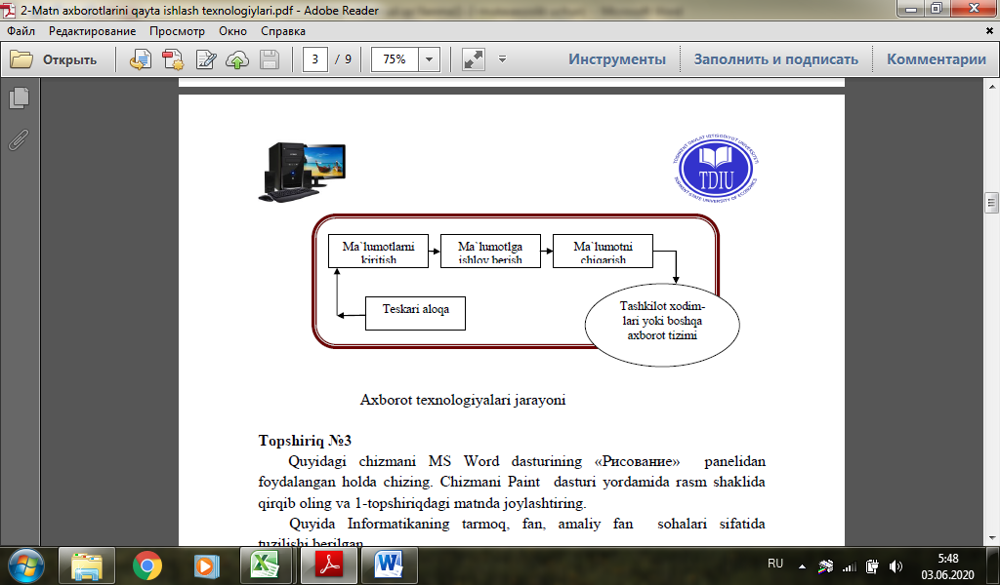 2-Matn axborotlarini qayta ishlash texnologiylari.pdf - Adobe Reader
Файл Редактирование Просмотр Окно Справка
Открыть 3 / 9 75% Инструменты Заполнить и подписать Комментарии
TOSHKENT DAVLAT IQTISODIYOT UNIVERSITETI
TDIU
TASHKENT STATE UNIVERSITY OF ECONOMICS
Ma`lumotlarni
kiritish
Ma`lumotlga
ishlov berish
Ma`lumotni
chiqarish
Teskari aloqa
Tashkilot xodim-
lari yoki boshqa
axborot tizimi
Axborot texnologiyalari jarayoni
Topshiriq №3
Quyidagi chizmani MS Word dasturining «Рисование» panelidan
foydalangan holda chizing. Chizmani Paint dasturi yordamida rasm shaklida
qirqib oling va 1-topshiriqdagi matnda joylashtiring.
Quyida Informatikaning tarmoq, fan, amaliy fan sohalari sifatida
tuzilishi berilgan
RU
5:48
03.06.2020